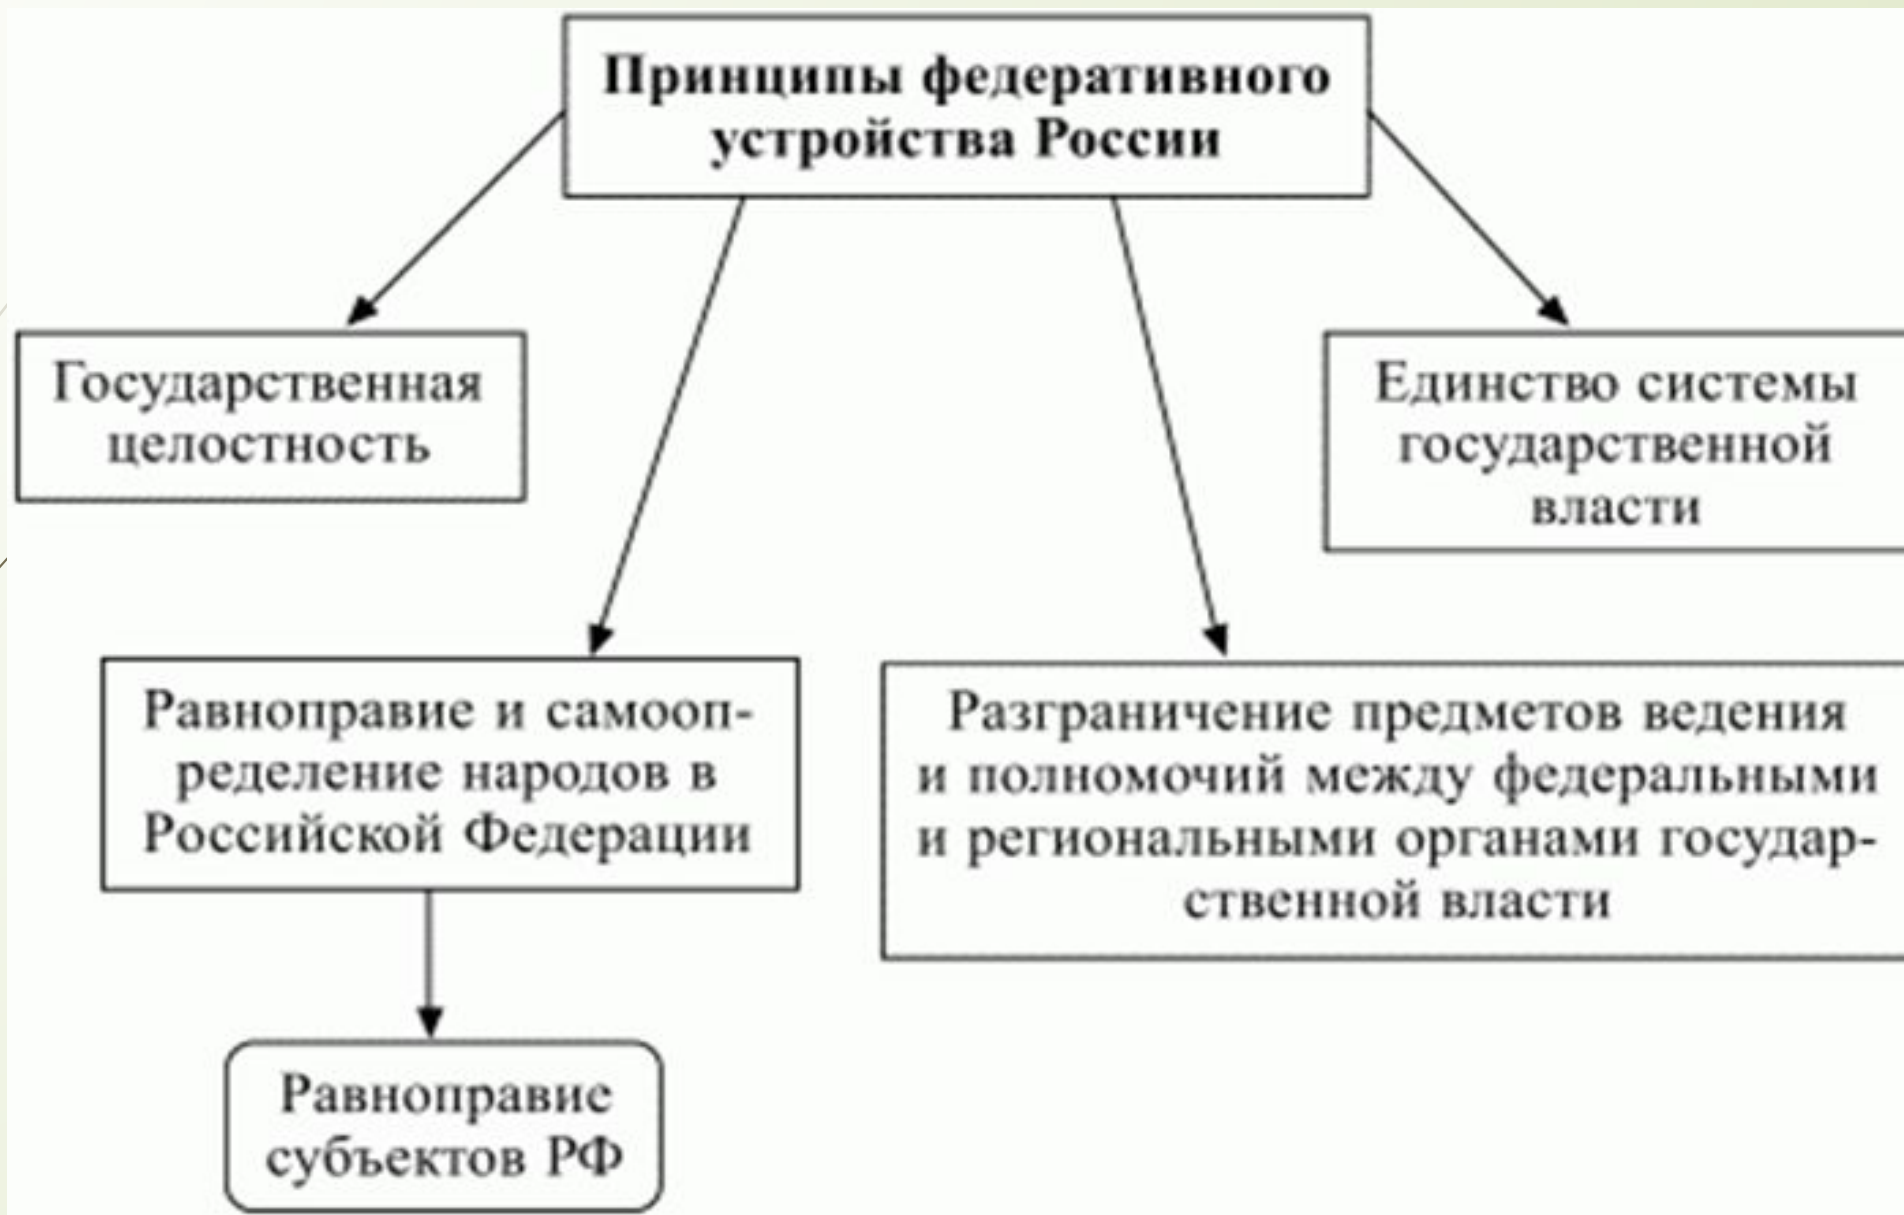 Принципы федеративного
устройства России
Государственная
целостность
Единство системы
государственной
власти
Равноправие и самооп-
ределение народов в
Российской Федерации
Разграничение предметов ведения
и полномочий между федеральными
и региональными органами государ-
ственной власти
Равноправие
субъектов РФ